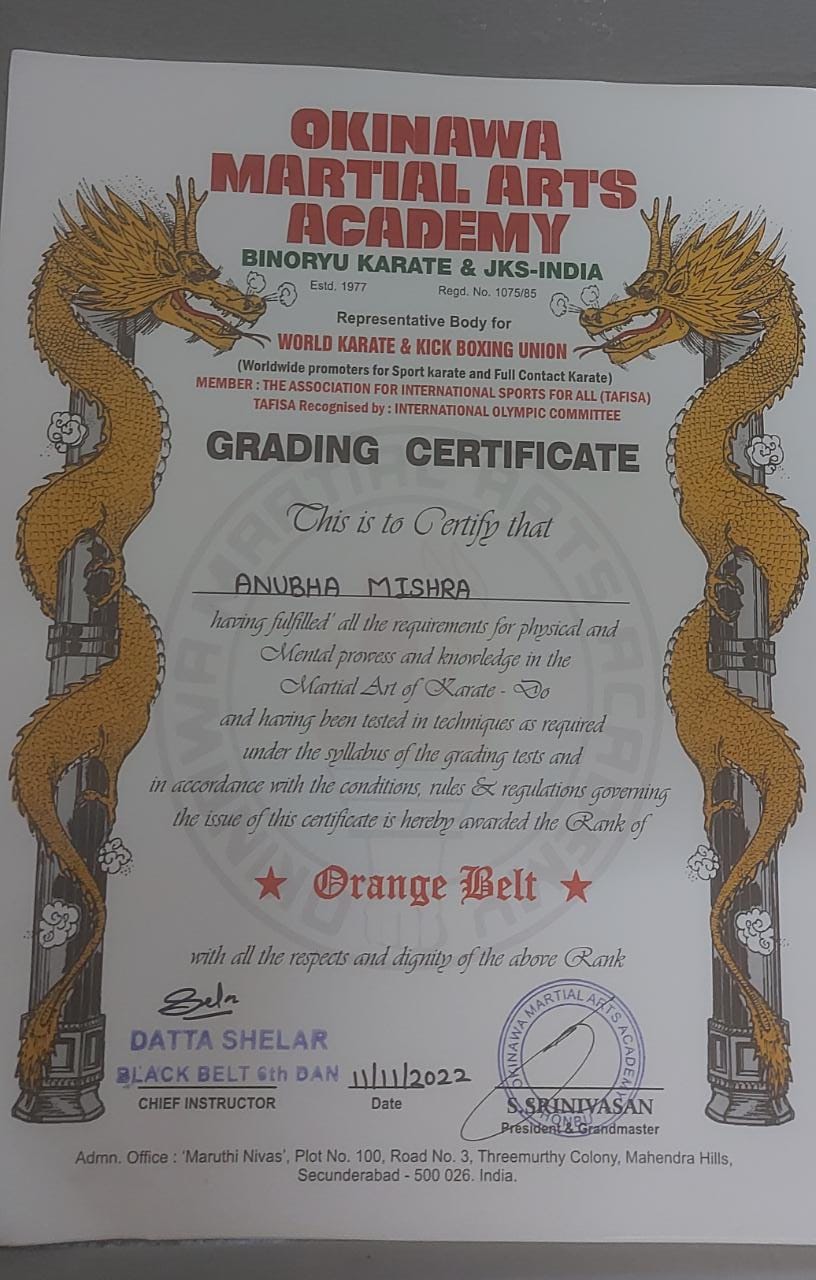 OKINAWA
MARTIAL ARTS
ACADEMY
BINORYU KARATE & JKS-INDIA
Estd. 1977 Regd. No. 1075/85
Representative Body for
WORLD KARATE & KICK BOXING UNION
(Worldwide promoters for Sport karate and Full Contact Karate)
MEMBER : THE ASSOCIATION FOR INTERNATIONAL SPORTS FOR ALL (TAFISA)
TAFISA Recognised by : INTERNATIONAL OLYMPIC COMMITTEE
GRADING CERTIFICATE
This is to Certify that
ANUBHA MISHRA
having fulfilled' all the requirements for physical and
Mental prowess and knowledge in the
Martial Art of Karate - Do
and having been tested in techniques as required
under the syllabus of the grading tests and
in accordance with the conditions, rules & regulations governing
the issue of this certificate is hereby awarded the Rank of
Orange Belt
with all the respects and dignity of the above Rank
DATTA SHELAR
BLACK BELT 6th DAN
CHIEF INSTRUCTOR
11/11/2022
Date
OKINAWA MARTIAL ARTS ACADEMY
HONBU
S.SRINIVASAN
President & Grandmaster
Admn. Office : 'Maruthi Nivas', Plot No. 100, Road No. 3, Threemurthy Colony, Mahendra Hills,
Secunderabad - 500 026. India.